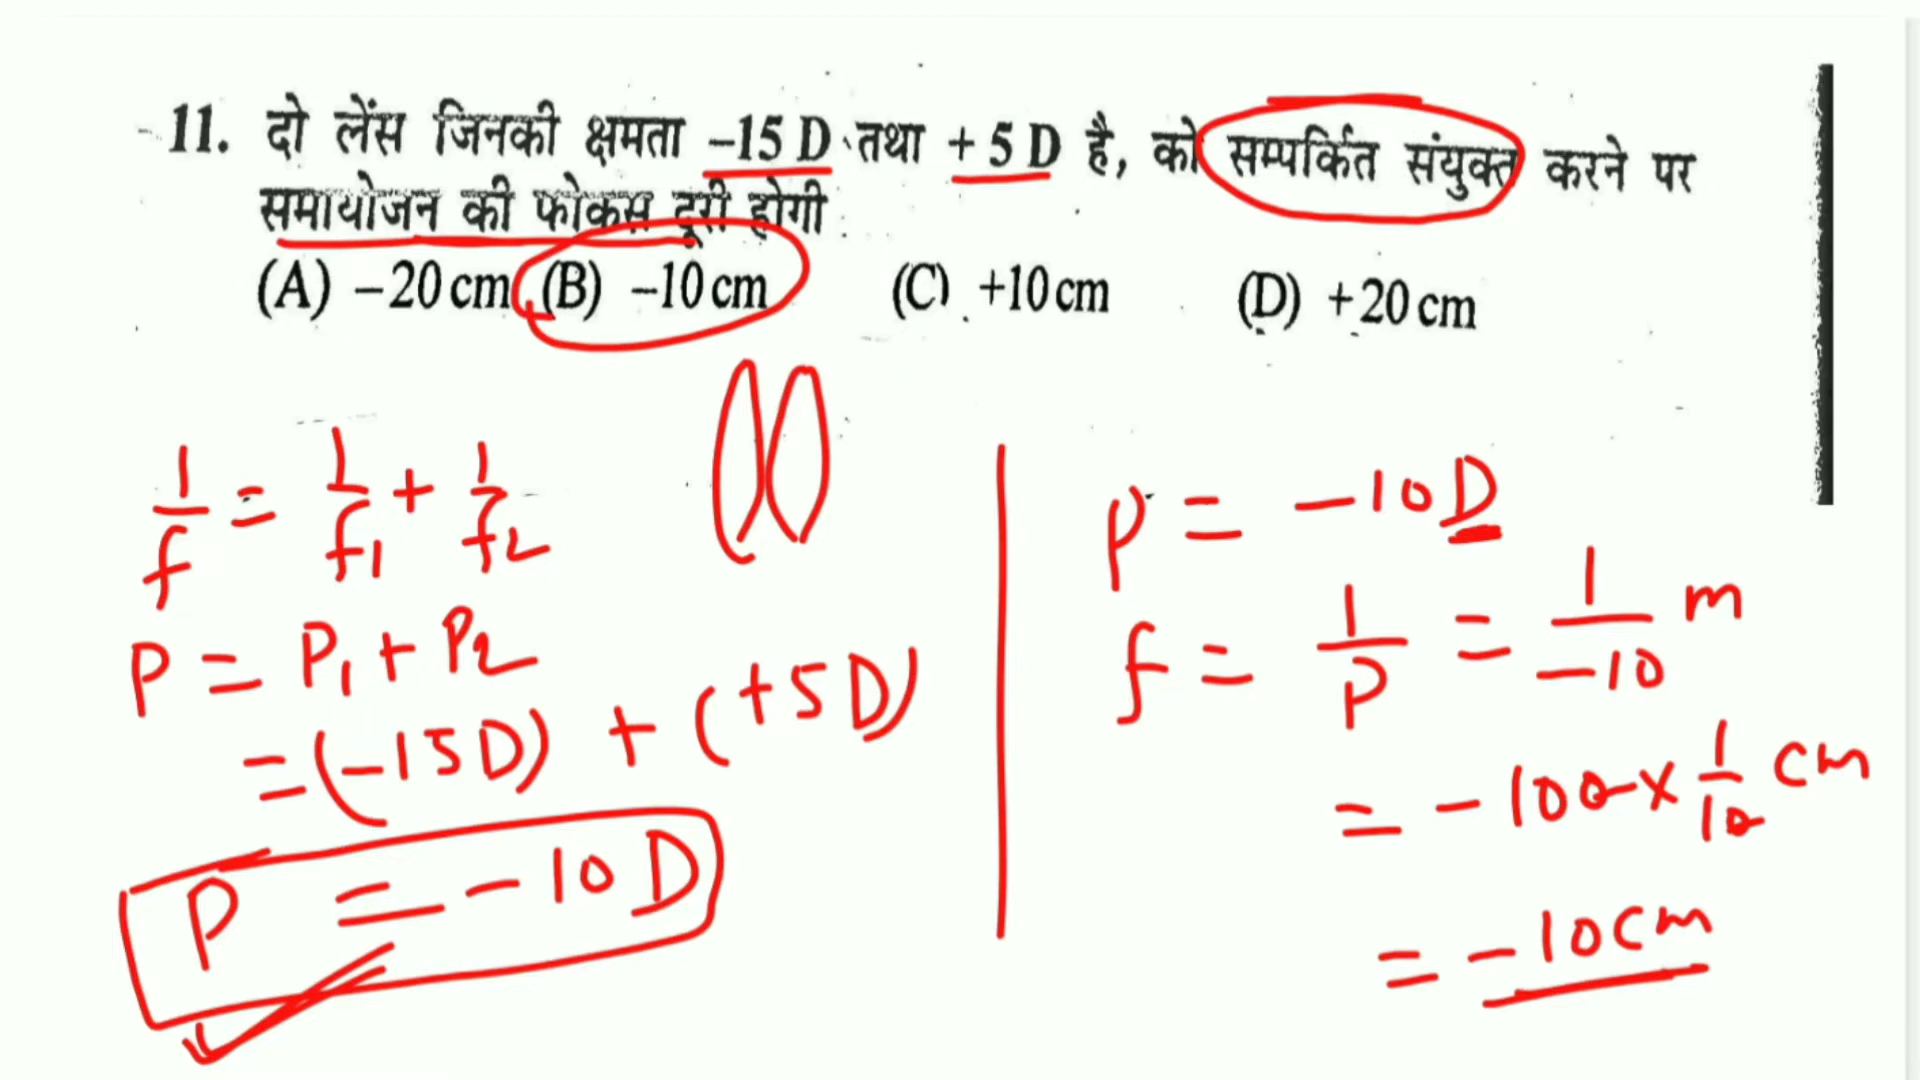 11. दो लेंस जिनकी क्षमता –15 D तथा + 5 D है, को सम्पर्कित संयुक्त करने पर
समायोजन की फोकस दूरी होगी
(A) –20 cm (B) –10 cm (C) +10 cm (D) +20 cm
1/f = 1/f1 + 1/f2
P = P1 + P2
= (-15D) + (+5D)
P = -10D
P = -10D
f = 1/P = 1/-10 m
= -100 × 1/10 cm
= -10cm